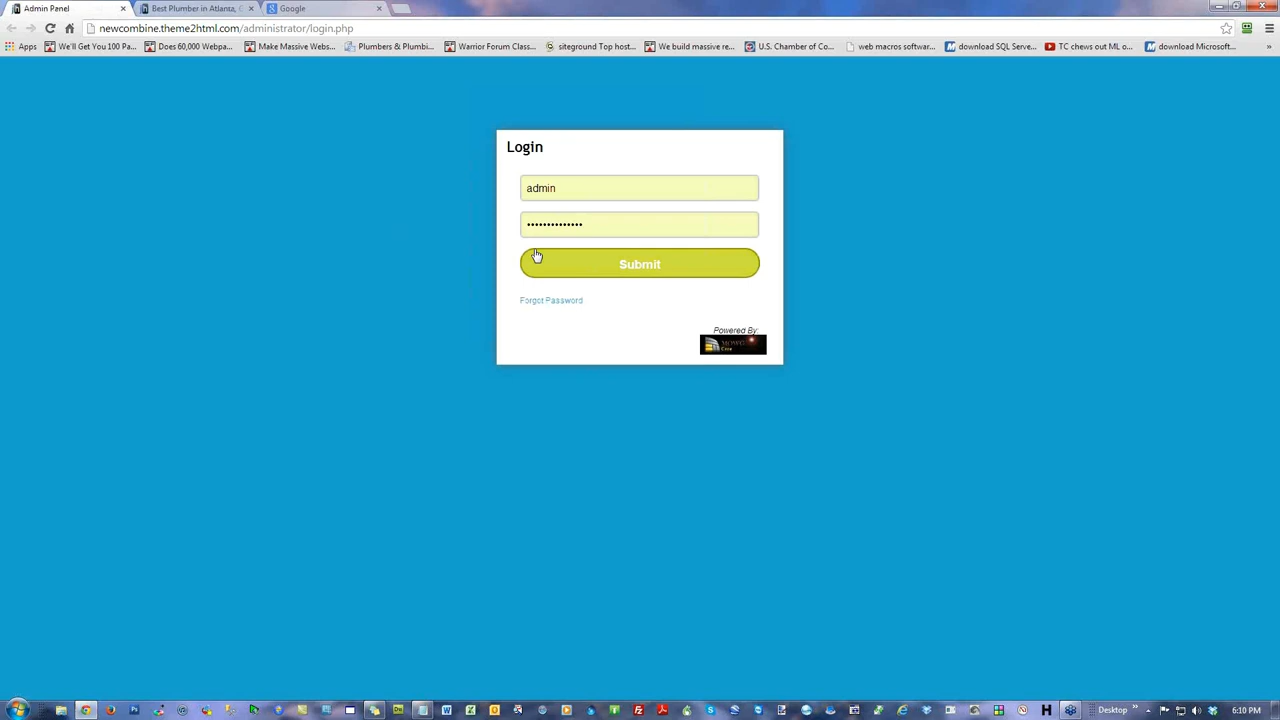 Admin Panel
Best Plumber in Atlanta, G
Google
newcombine.theme2html.com/administrator/login.php
Apps
We'll Get You 100 Pa...
Does 60,000 Webpa...
Make Massive Webs...
Plumbers & Plumbi...
Warrior Forum Class...
siteground Top host...
We build massive re...
U.S. Chamber of Co...
web macros softwar...
download SQL Serve...
TC chews out ML o...
download Microsoft...
»
Login
admin
••••••••••••••
Submit
Forgot Password
Powered By:
Desktop
6:10 PM